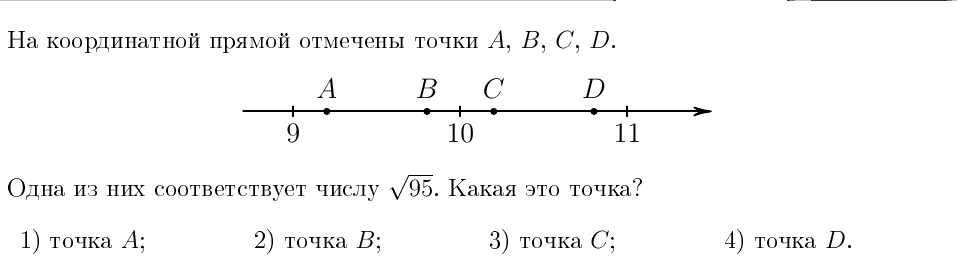 На координатной прямой отмечены точки A, B, C, D.
A B C D
9 10 11
Одна из них соответствует числу √95. Какая это точка?
1) точка A; 2) точка B; 3) точка C; 4) точка D.